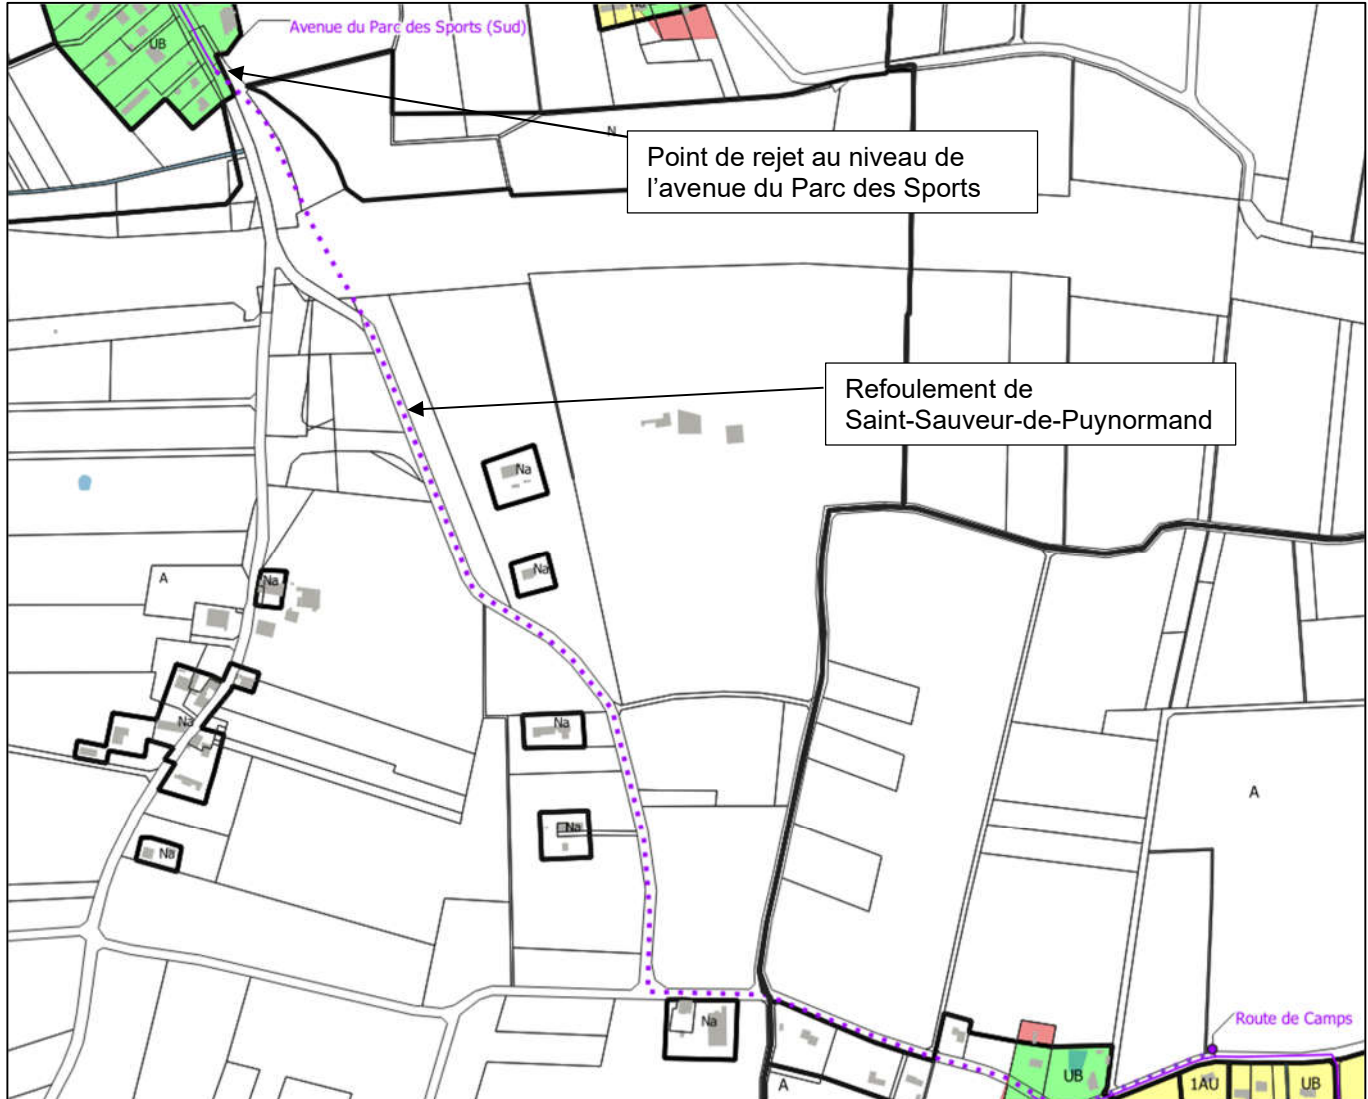 Avenue du Parc des Sports (Sud)
UB
N
Point de rejet au niveau de
l’avenue du Parc des Sports
Refoulement de
Saint-Sauveur-de-Puynormand
Na
Na
A
Na
Na
Na
Na
Na
A
Na
A
UB
Route de Camps
1AU
UB